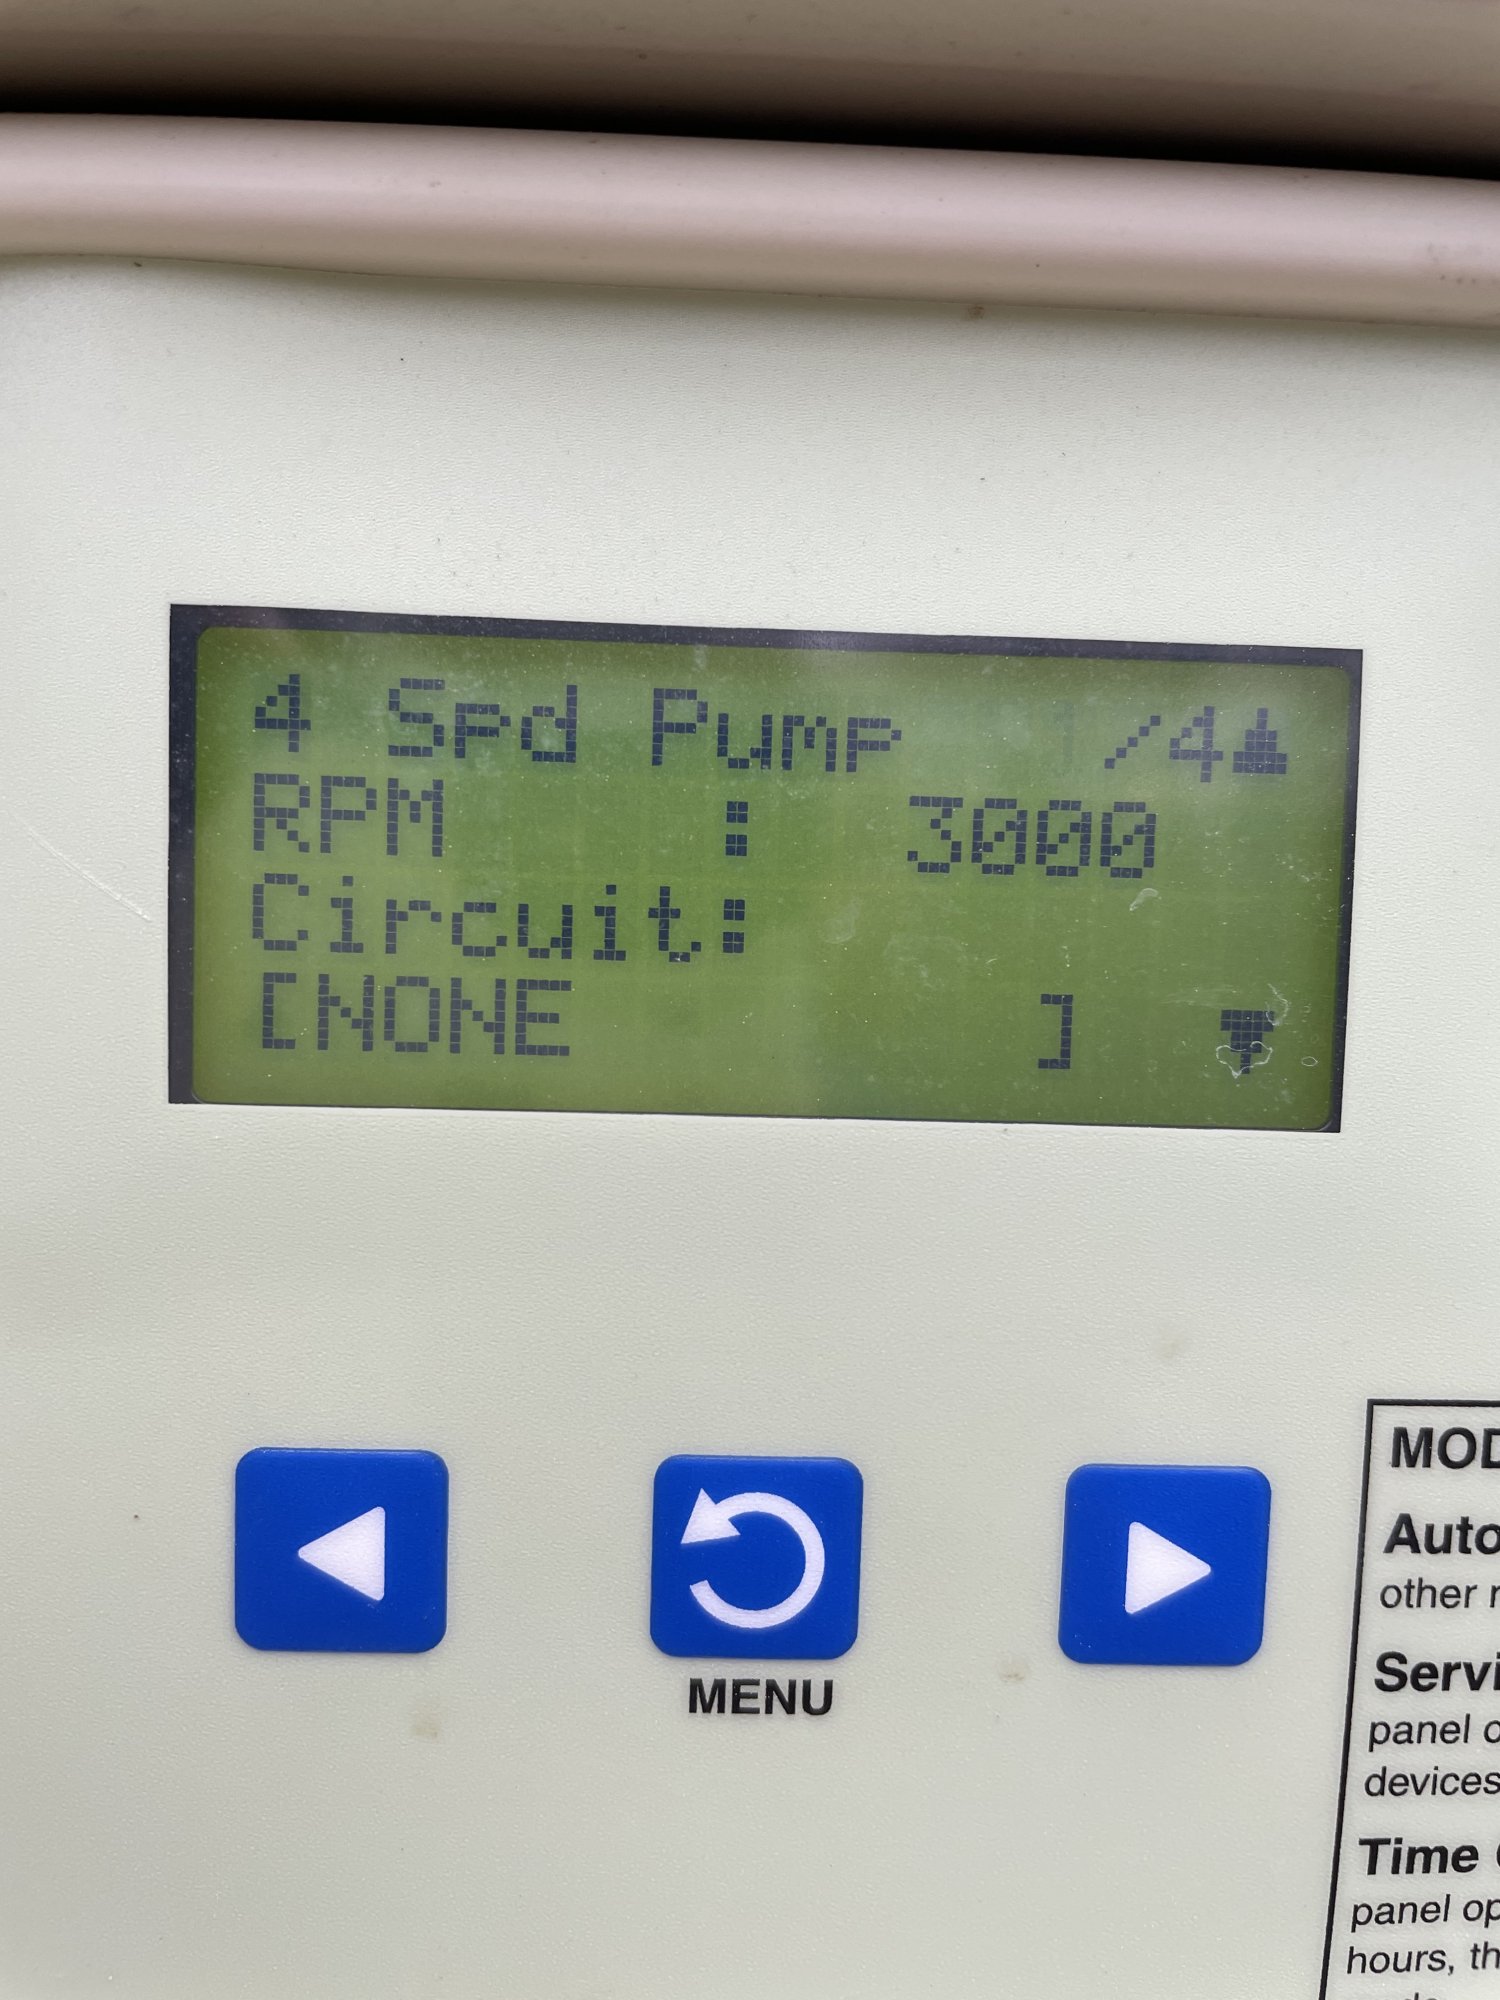 4 Spd Pump /4
RPM : 3000
Circuit:
[NONE ]
MENU
MOD
Auto
other
Servi
panel
devices
Time
panel op
hours, th